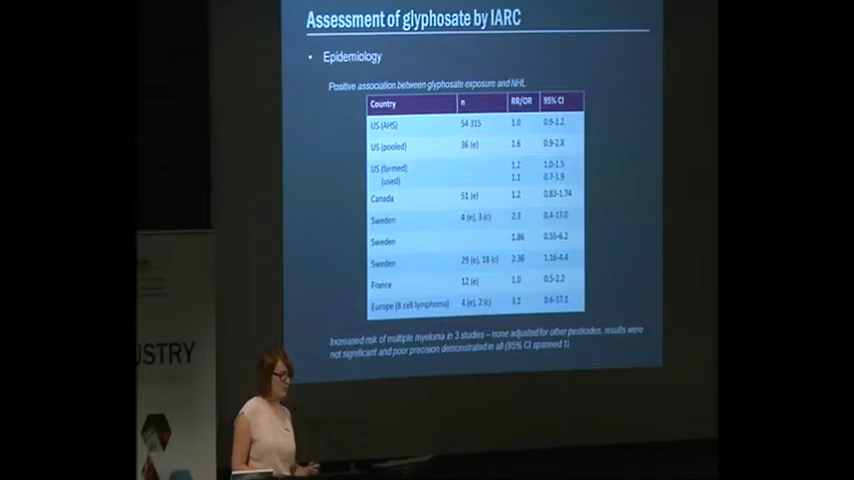 Assessment of glyphosate by IARC
• Epidemiology
Positive association between glyphosate exposure and NHL
Country n RR/OR 95% CI
US (AHS) 54 315 1.0 0.9-1.2
US (pooled) 36 (e) 1.6 0.9-2.8
US (farmed) 1.2 1.0-1.5
(used) 1.1 0.7-1.9
Canada 51 (e) 1.2 0.83-1.74
Sweden 4 (e), 3 (c) 2.3 0.4-13.0
Sweden 1.86 0.55-6.2
Sweden 29 (e), 18 (c) 2.36 1.16-4.4
France 12 (e) 1.0 0.5-2.2
Europe (B cell lymphoma) 4 (e), 2 (c) 3.1 0.6-17.1
Increased risk of multiple myeloma in 3 studies – none adjusted for other pesticides, results were
not significant and poor precision demonstrated in all (95% CI spanned 1)
USTRY